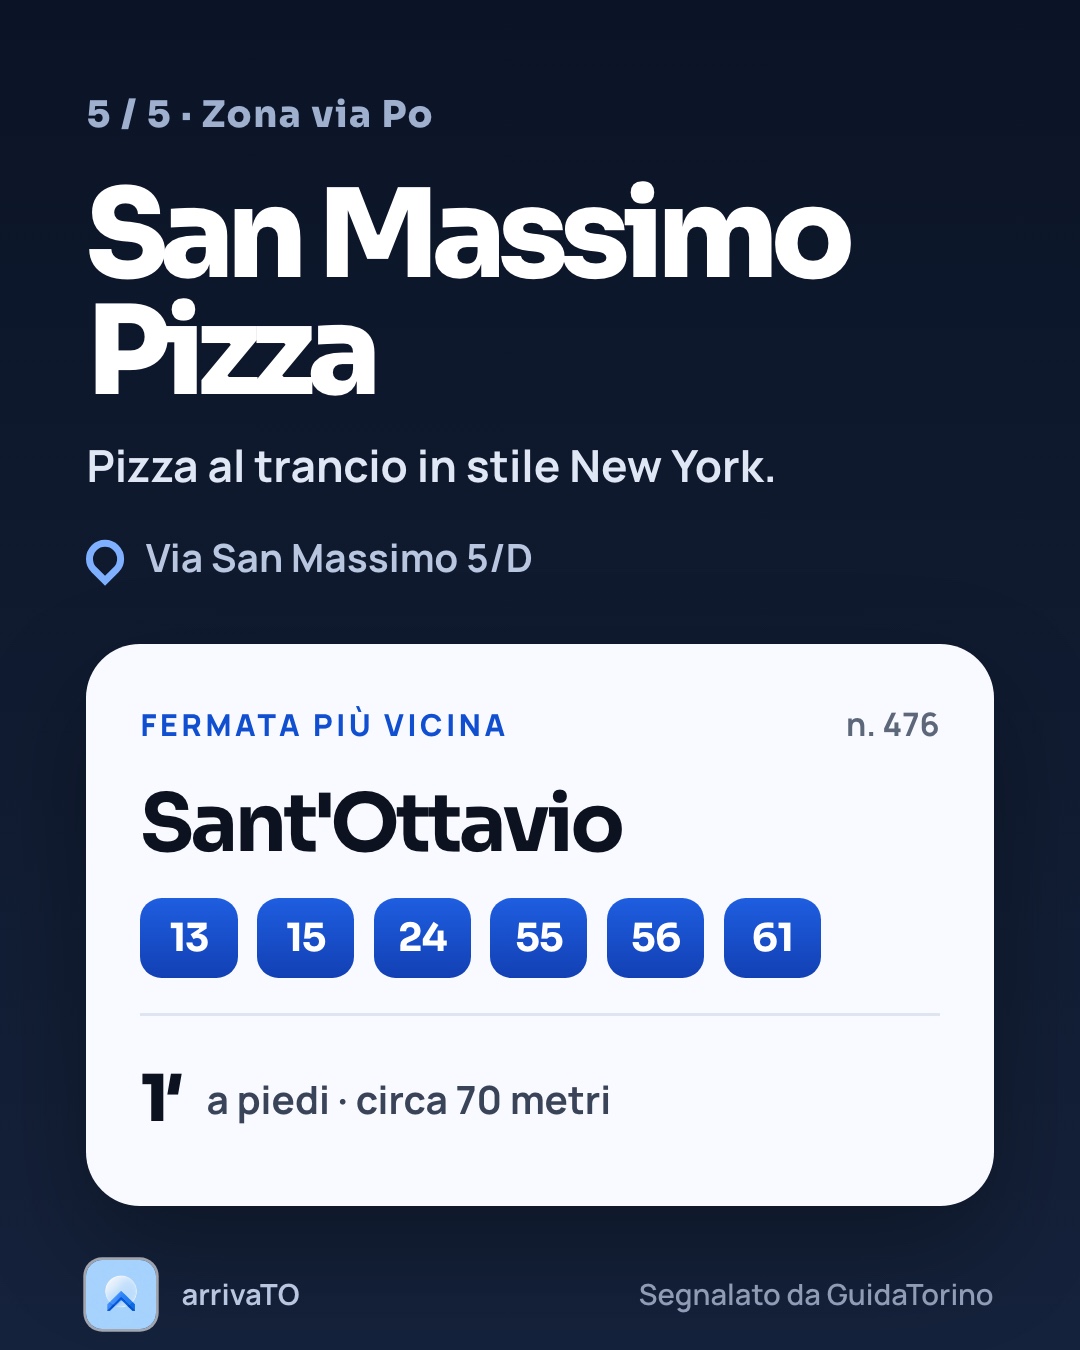 5 / 5 · Zona via Po
San Massimo
Pizza
Pizza al trancio in stile New York.
Via San Massimo 5/D
FERMATA PIÙ VICINA
n. 476
Sant'Ottavio
13 15 24 55 56 61
1′ a piedi · circa 70 metri
arrivaTO
Segnalato da GuidaTorino